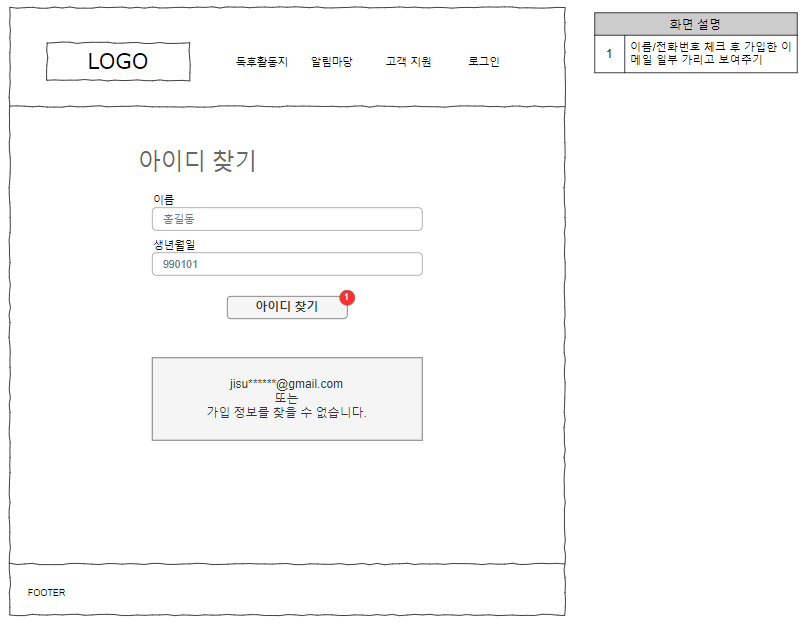 LOGO
독후활동지 알림마당 고객 지원 로그인
아이디 찾기
이름
홍길동
생년월일
990101
아이디 찾기
1
jisu******@gmail.com
또는
가입 정보를 찾을 수 없습니다.
FOOTER
화면 설명
1
이름/전화번호 체크 후 가입한 이
메일 일부 가리고 보여주기